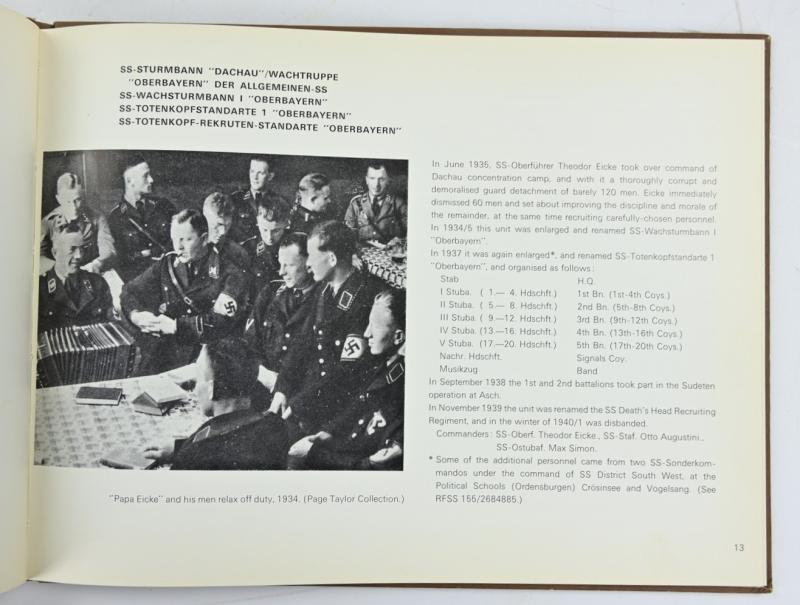 SS-STURMBANN "DACHAU"/WACHTRUPPE
"OBERBAYERN" DER ALLGEMEINEN-SS
SS-WACHSTURMBANN I "OBERBAYERN"
SS-TOTENKOPFSTANDARTE 1 "OBERBAYERN"
SS-TOTENKOPF-REKRUTEN-STANDARTE "OBERBAYERN"
"Papa Eicke" and his men relax off duty, 1934. (Page Taylor Collection.)
In June 1935, SS-Oberführer Theodor Eicke took over command of
Dachau concentration camp, and with it a thoroughly corrupt and
demoralised guard detachment of barely 120 men. Eicke immediately
dismissed 60 men and set about improving the discipline and morale of
the remainder, at the same time recruiting carefully-chosen personnel.
In 1934/5 this unit was enlarged and renamed SS-Wachsturmbann I
"Oberbayern".
In 1937 it was again enlarged*, and renamed SS-Totenkopfstandarte 1
"Oberbayern", and organised as follows:
Stab H.Q.
I Stuba. ( 1.— 4. Hdschft.) 1st Bn. (1st-4th Coys.)
II Stuba. ( 5.— 8. Hdschft.) 2nd Bn. (5th-8th Coys.)
III Stuba. ( 9.—12. Hdschft.) 3rd Bn. (9th-12th Coys.)
IV Stuba. (13.—16. Hdschft.) 4th Bn. (13th-16th Coys.)
V Stuba. (17.—20. Hdschft.) 5th Bn. (17th-20th Coys.)
Nachr. Hdschft. Signals Coy.
Musikzug Band
In September 1938 the 1st and 2nd battalions took part in the Sudeten
operation at Asch.
In November 1939 the unit was renamed the SS Death's Head Recruiting
Regiment, and in the winter of 1940/1 was disbanded.
Commanders: SS-Oberf. Theodor Eicke., SS-Staf. Otto Augustini.,
SS-Ostubaf. Max Simon.
* Some of the additional personnel came from two SS-Sonderkom-
mandos under the command of SS District South West, at the
Political Schools (Ordensburgen) Crösinsee and Vogelsang. (See
RFSS 155/2684885.)
13